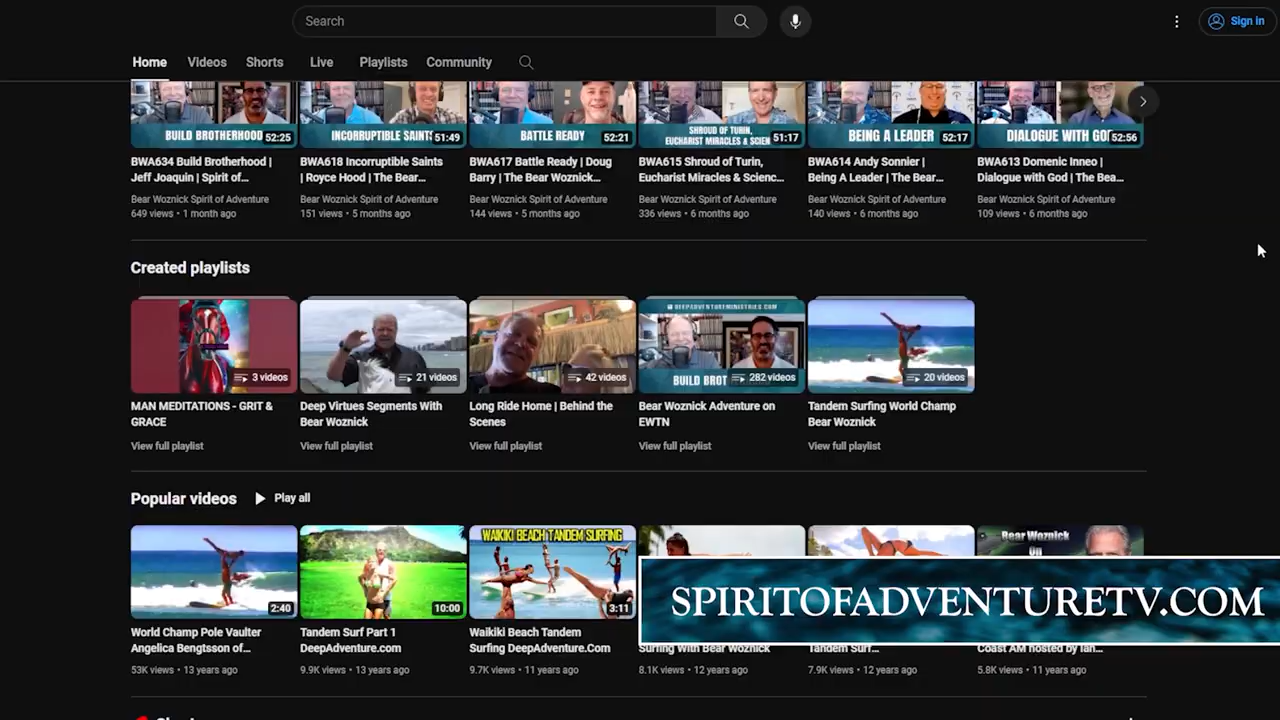 Search
Sign in
Home Videos Shorts Live Playlists Community
BUILD BROTHERHOOD 52:25
INCORRUPTIBLE SAINTS 51:49
BATTLE READY 52:21
SHROUD OF TURIN,
EUCHARIST MIRACLES & SCIEN 51:17
BEING A LEADER 52:17
DIALOGUE WITH GOD 52:56
BWA634 Build Brotherhood |
Jeff Joaquin | Spirit of...
Bear Woznick Spirit of Adventure
649 views • 1 month ago
BWA618 Incorruptible Saints
| Royce Hood | The Bear...
Bear Woznick Spirit of Adventure
151 views • 5 months ago
BWA617 Battle Ready | Doug
Barry | The Bear Woznick...
Bear Woznick Spirit of Adventure
144 views • 5 months ago
BWA615 Shroud of Turin,
Eucharist Miracles & Scienc...
Bear Woznick Spirit of Adventure
336 views • 6 months ago
BWA614 Andy Sonnier |
Being A Leader | The Bear...
Bear Woznick Spirit of Adventure
140 views • 6 months ago
BWA613 Domenic Inneo |
Dialogue with God | The Bea...
Bear Woznick Spirit of Adventure
109 views • 6 months ago
Created playlists
3 videos
21 videos
42 videos
DEEPADVENTUREMINISTRIES.COM
BUILD BROT 282 videos
20 videos
MAN MEDITATIONS - GRIT &
GRACE
View full playlist
Deep Virtues Segments With
Bear Woznick
View full playlist
Long Ride Home | Behind the
Scenes
View full playlist
Bear Woznick Adventure on
EWTN
View full playlist
Tandem Surfing World Champ
Bear Woznick
View full playlist
Popular videos Play all
2:40
10:00
WAIKIKI BEACH TANDEM SURFING
3:11
Bear Woznick
On
SPIRITOFADVENTURETV.COM
World Champ Pole Vaulter
Angelica Bengtsson of...
53K views • 13 years ago
Tandem Surf Part 1
DeepAdventure.com
9.9K views • 13 years ago
Waikiki Beach Tandem
Surfing DeepAdventure.Com
9.7K views • 11 years ago
Surfing With Bear Woznick
8.1K views • 12 years ago
Tandem Surf...
7.9K views • 12 years ago
Coast AM hosted by Ian...
5.8K views • 11 years ago